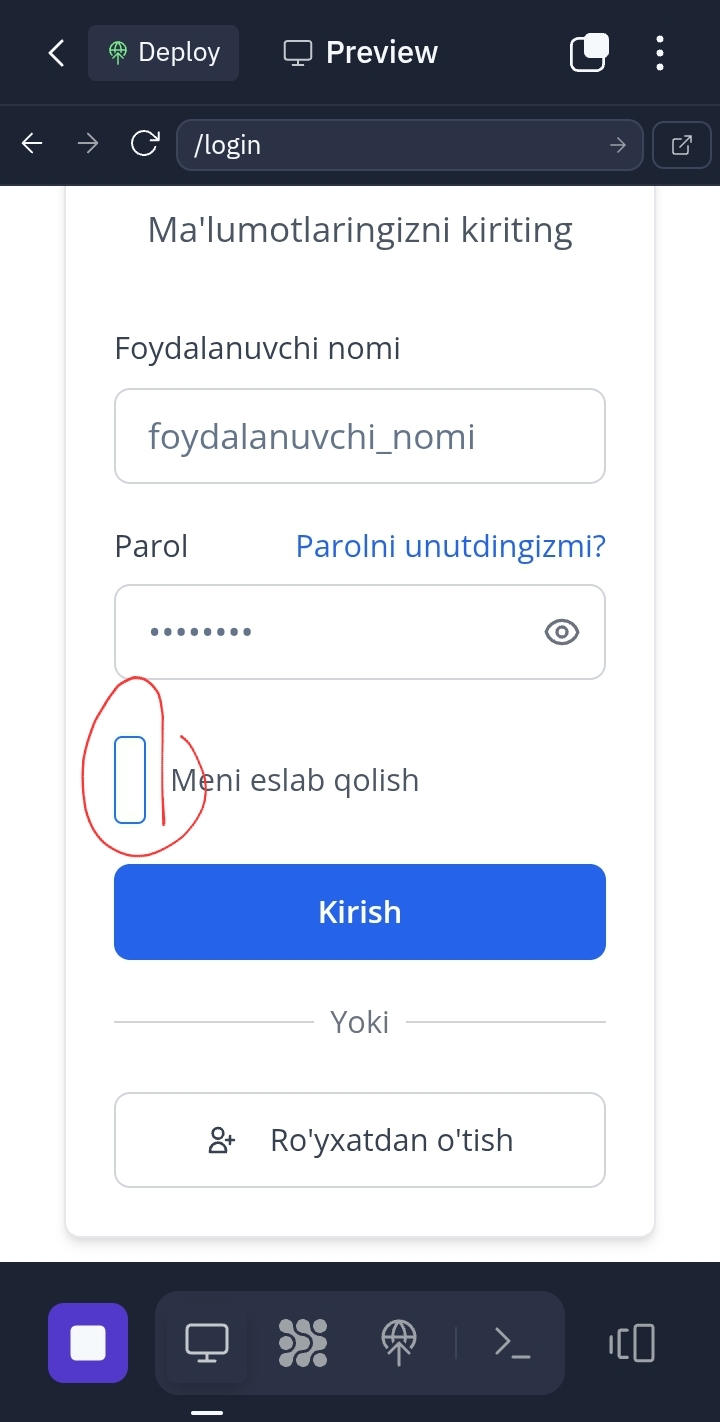 Deploy
Preview
/login
Ma'lumotlaringizni kiriting
Foydalanuvchi nomi
foydalanuvchi_nomi
Parol Parolni unutdingizmi?
••••••••
Meni eslab qolish
Kirish
Yoki
Ro'yxatdan o'tish